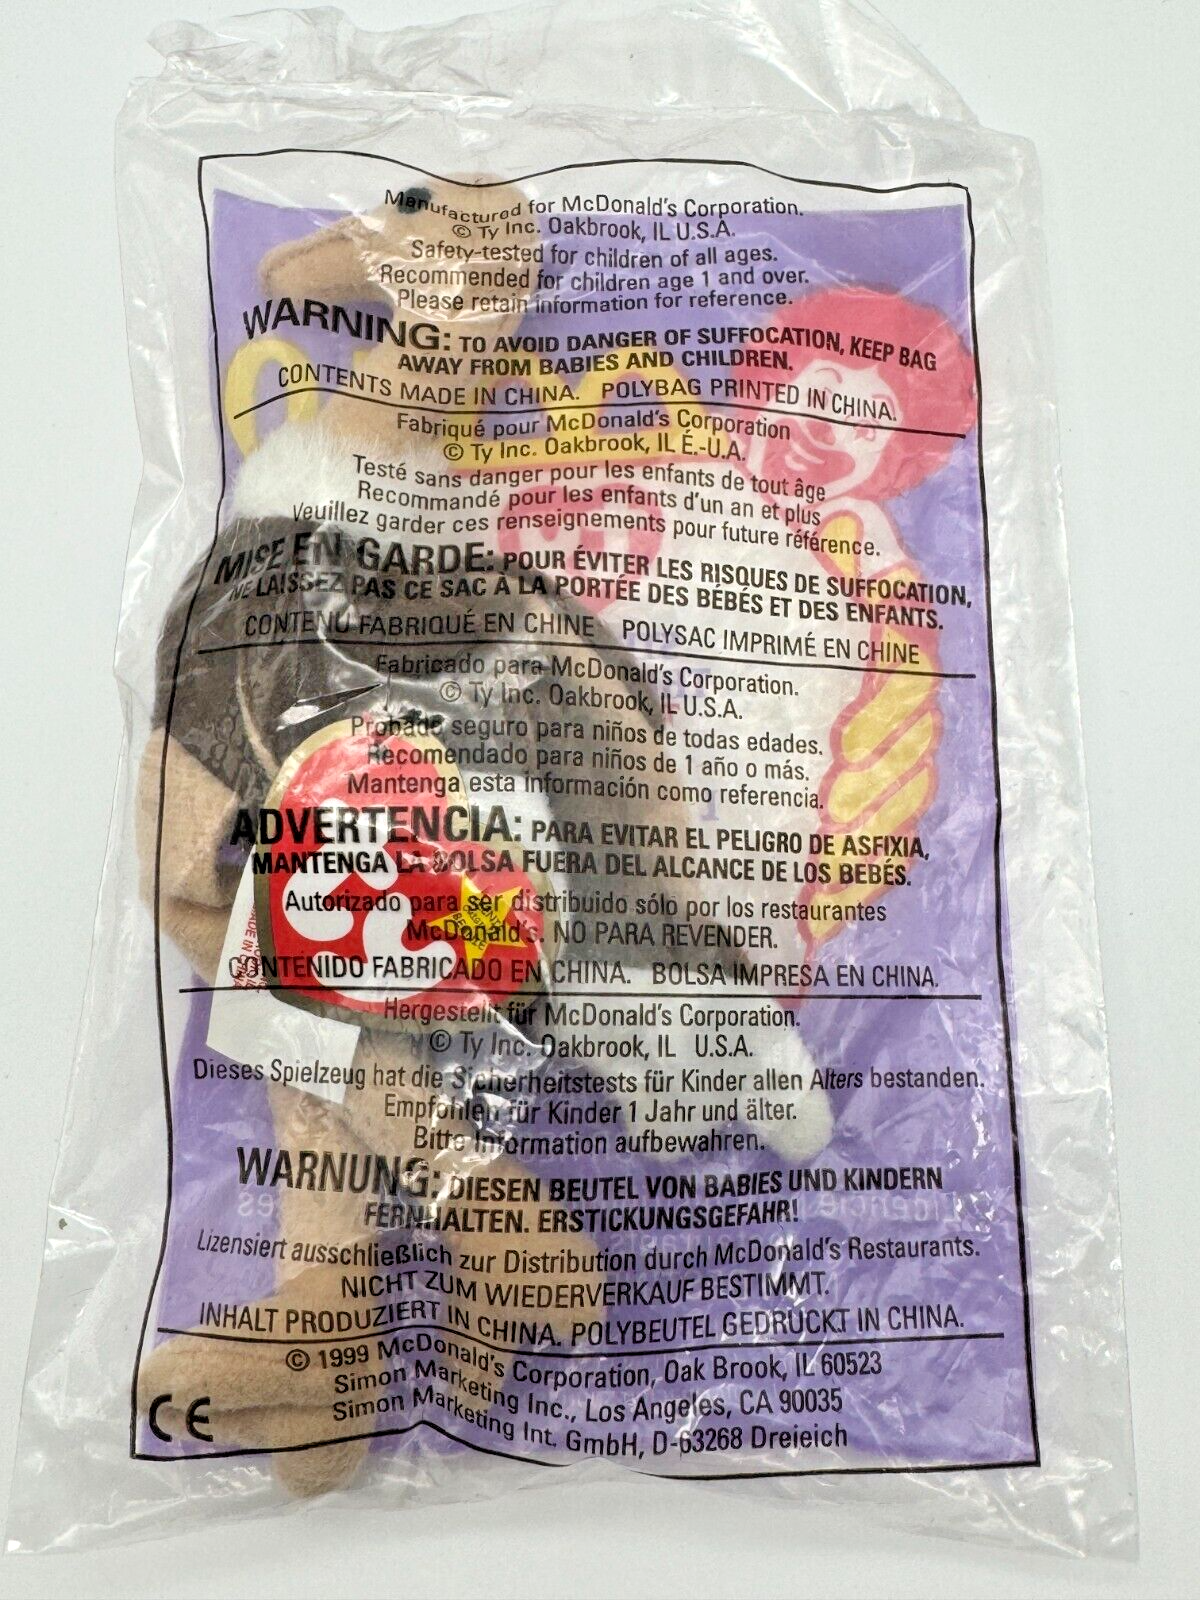 Manufactured for McDonald's Corporation.
© Ty Inc. Oakbrook, IL U.S.A.
Safety-tested for children of all ages.
Recommended for children age 1 and over.
Please retain information for reference.
WARNING: TO AVOID DANGER OF SUFFOCATION, KEEP BAG
AWAY FROM BABIES AND CHILDREN.
CONTENTS MADE IN CHINA. POLYBAG PRINTED IN CHINA.
Fabriqué pour McDonald's Corporation
© Ty Inc. Oakbrook, IL É.-U.A.
Testé sans danger pour les enfants de tout âge
Recommandé pour les enfants d'un an et plus
Veuillez garder ces renseignements pour future référence.
MISE EN GARDE: POUR ÉVITER LES RISQUES DE SUFFOCATION,
NE LAISSEZ PAS CE SAC À LA PORTÉE DES BÉBÉS ET DES ENFANTS.
CONTENU FABRIQUÉ EN CHINE POLYSAC IMPRIMÉ EN CHINE
Fabricado para McDonald's Corporation.
© Ty Inc. Oakbrook, IL U.S.A.
Probado seguro para niños de todas edades.
Recomendado para niños de 1 año o más.
Mantenga esta información como referencia.
ADVERTENCIA: PARA EVITAR EL PELIGRO DE ASFIXIA,
MANTENGA LA BOLSA FUERA DEL ALCANCE DE LOS BEBÉS.
Autorizado para ser distribuido sólo por los restaurantes
McDonald's. NO PARA REVENDER.
CONTENIDO FABRICADO EN CHINA. BOLSA IMPRESA EN CHINA.
Hergestellt für McDonald's Corporation.
© Ty Inc. Oakbrook, IL U.S.A.
Dieses Spielzeug hat die Sicherheitstests für Kinder allen Alters bestanden.
Empfohlen für Kinder 1 Jahr und älter.
Bitte Information aufbewahren.
WARNUNG: DIESEN BEUTEL VON BABIES UND KINDERN
FERNHALTEN. ERSTICKUNGSGEFAHR!
Lizensiert ausschließlich zur Distribution durch McDonald's Restaurants.
NICHT ZUM WIEDERVERKAUF BESTIMMT.
INHALT PRODUZIERT IN CHINA. POLYBEUTEL GEDRUCKT IN CHINA.
© 1999 McDonald's Corporation, Oak Brook, IL 60523
Simon Marketing Inc., Los Angeles, CA 90035
Simon Marketing Int. GmbH, D-63268 Dreieich
CE